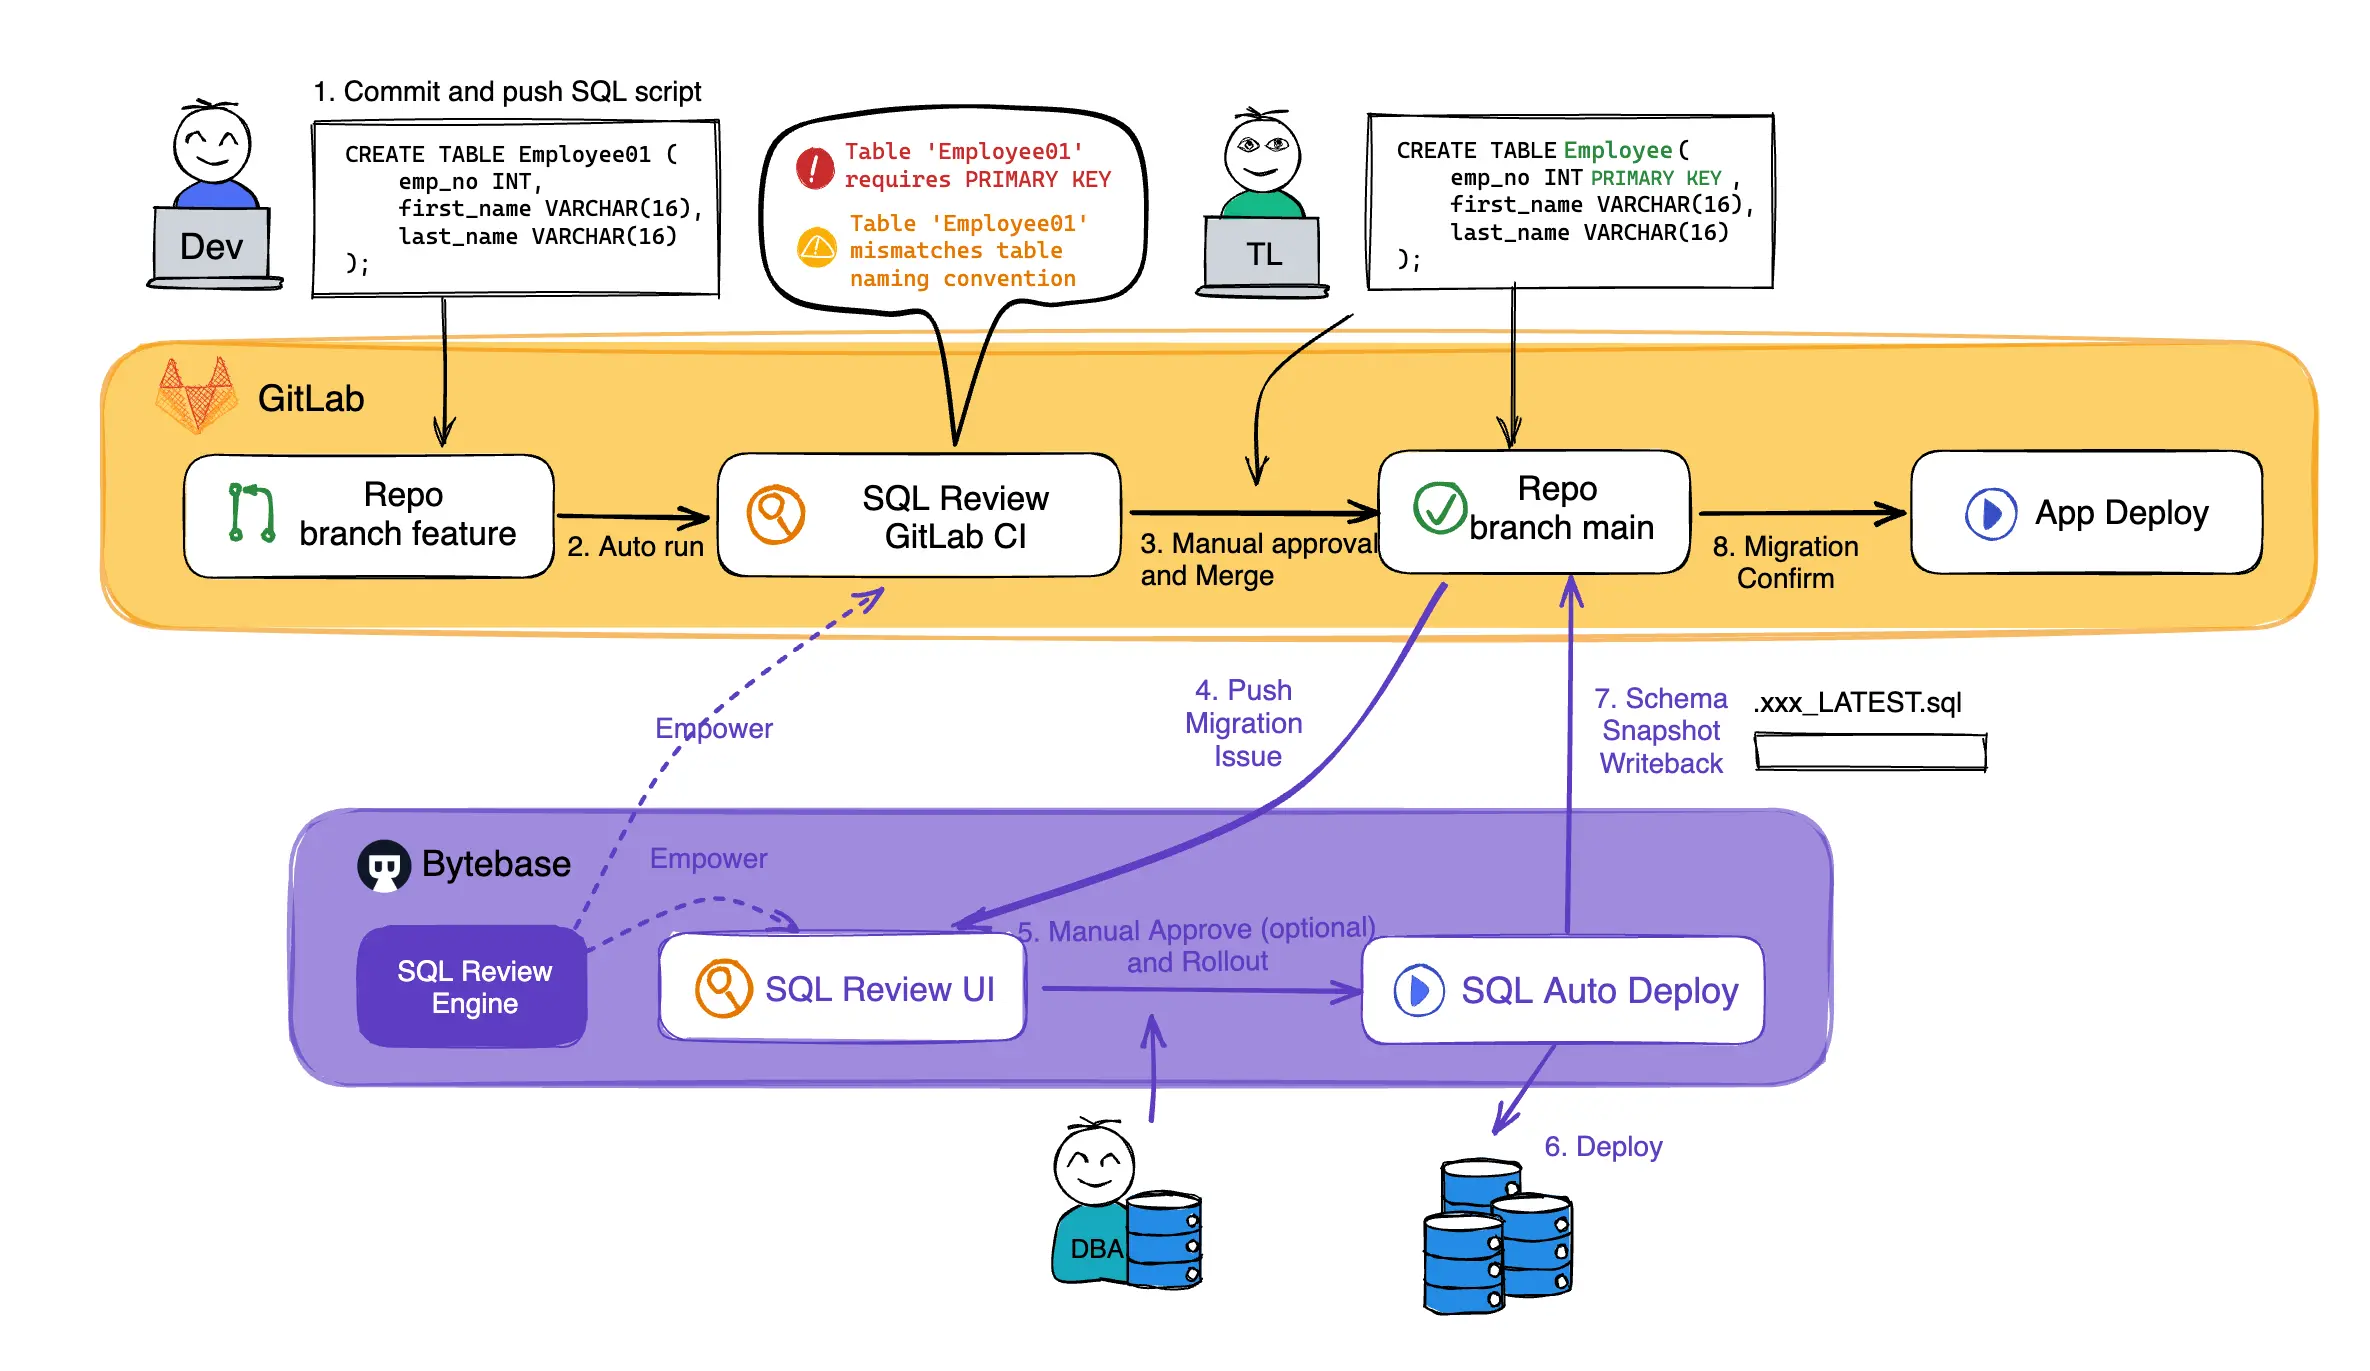 1. Commit and push SQL script
CREATE TABLE Employee01 (
emp_no INT,
first_name VARCHAR(16),
last_name VARCHAR(16)
);
Dev
Table 'Employee01'
requires PRIMARY KEY
Table 'Employee01'
mismatches table
naming convention
TL
CREATE TABLE Employee (
emp_no INT PRIMARY KEY ,
first_name VARCHAR(16),
last_name VARCHAR(16)
);
GitLab
Repo
branch feature
2. Auto run
SQL Review
GitLab CI
3. Manual approval
and Merge
Repo
branch main
8. Migration
Confirm
App Deploy
Empower
4. Push
Migration
Issue
7. Schema
Snapshot
Writeback
.xxx_LATEST.sql
Bytebase
Empower
SQL Review
Engine
SQL Review UI
5. Manual Approve (optional)
and Rollout
SQL Auto Deploy
DBA
6. Deploy